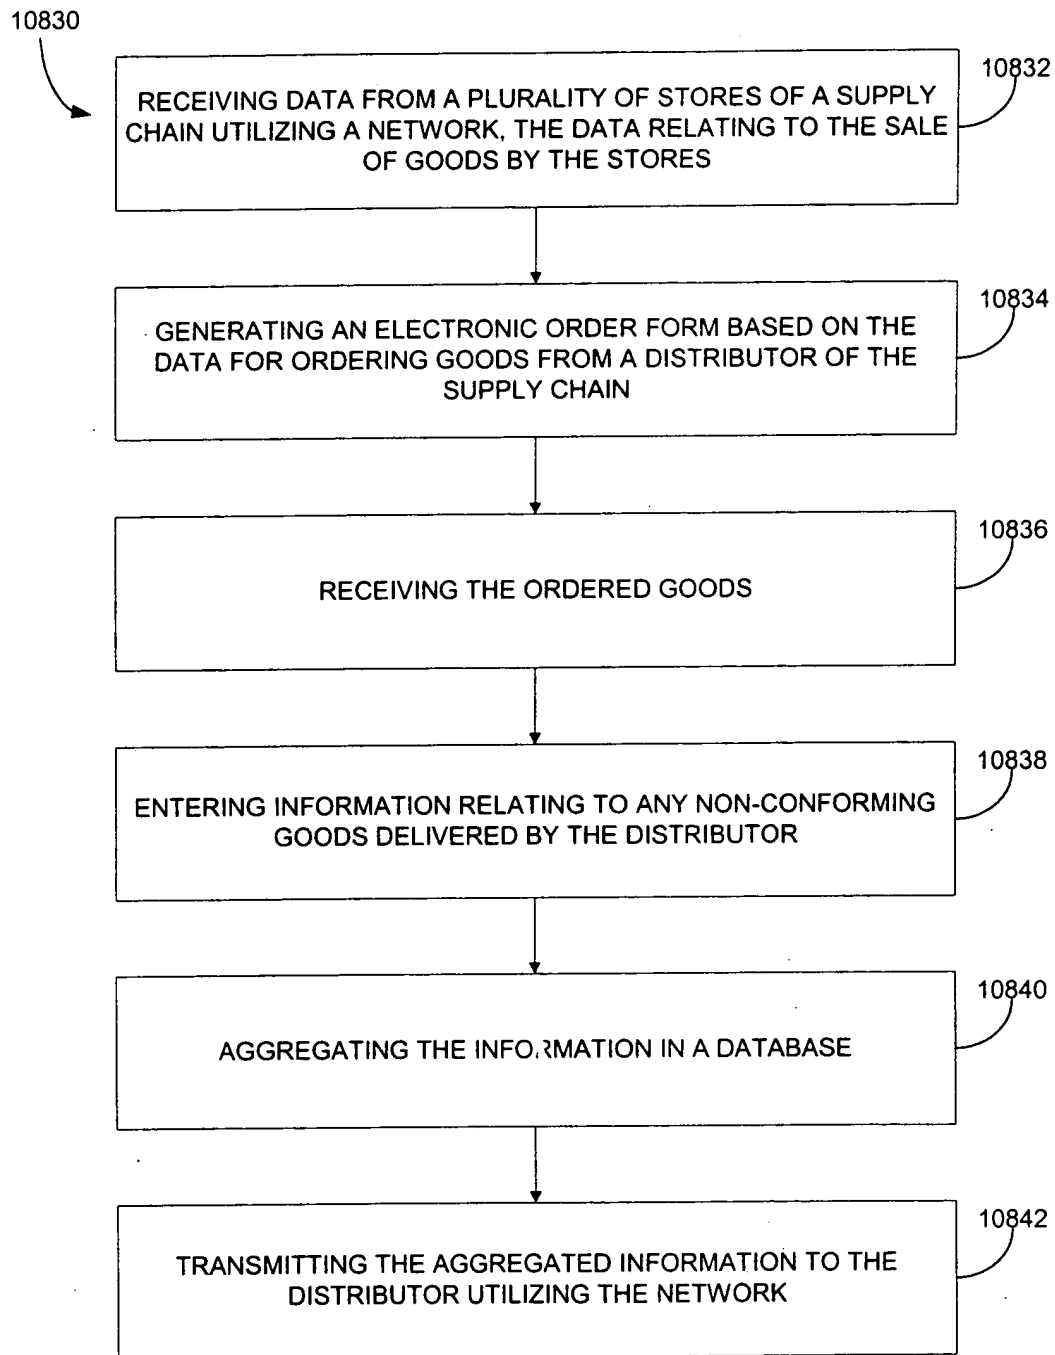 10830
10832
RECEIVING DATA FROM A PLURALITY OF STORES OF A SUPPLY
CHAIN UTILIZING A NETWORK, THE DATA RELATING TO THE SALE
OF GOODS BY THE STORES
10834
GENERATING AN ELECTRONIC ORDER FORM BASED ON THE
DATA FOR ORDERING GOODS FROM A DISTRIBUTOR OF THE
SUPPLY CHAIN
10836
RECEIVING THE ORDERED GOODS
10838
ENTERING INFORMATION RELATING TO ANY NON-CONFORMING
GOODS DELIVERED BY THE DISTRIBUTOR
10840
AGGREGATING THE INFORMATION IN A DATABASE
10842
TRANSMITTING THE AGGREGATED INFORMATION TO THE
DISTRIBUTOR UTILIZING THE NETWORK